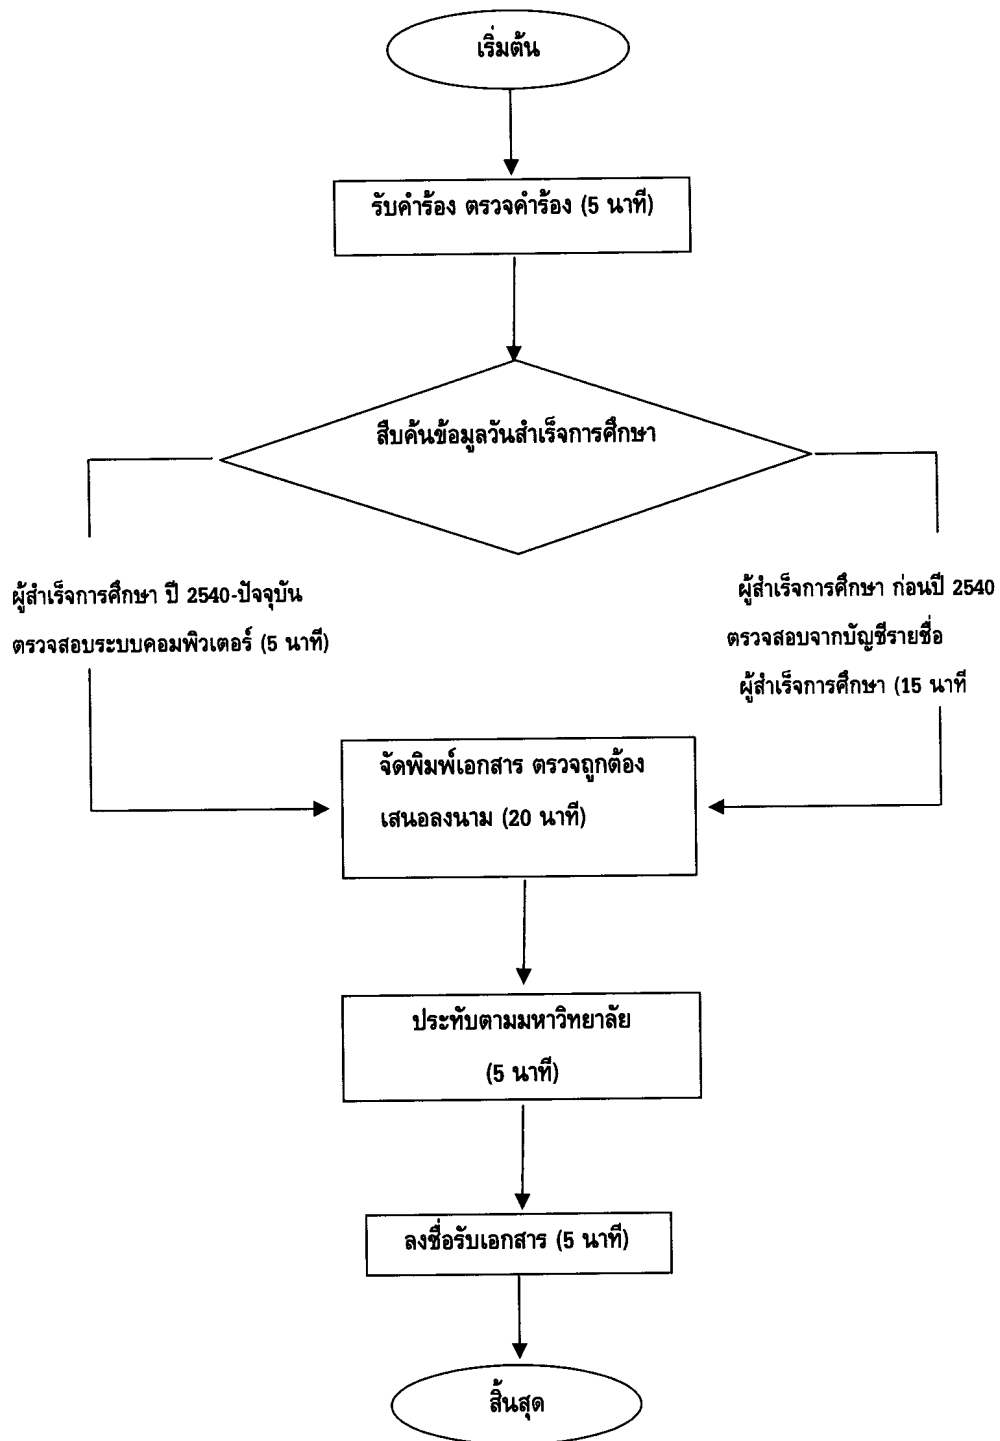 เริ่มต้น
รับคำร้อง ตรวจคำร้อง (5 นาที)
สืบค้นข้อมูลวันสำเร็จการศึกษา
ผู้สำเร็จการศึกษา ปี 2540-ปัจจุบัน
ตรวจสอบระบบคอมพิวเตอร์ (5 นาที)
ผู้สำเร็จการศึกษา ก่อนปี 2540
ตรวจสอบจากบัญชีรายชื่อ
ผู้สำเร็จการศึกษา (15 นาที
จัดพิมพ์เอกสาร ตรวจถูกต้อง
เสนอลงนาม (20 นาที)
ประทับตามมหาวิทยาลัย
(5 นาที)
ลงชื่อรับเอกสาร (5 นาที)
สิ้นสุด